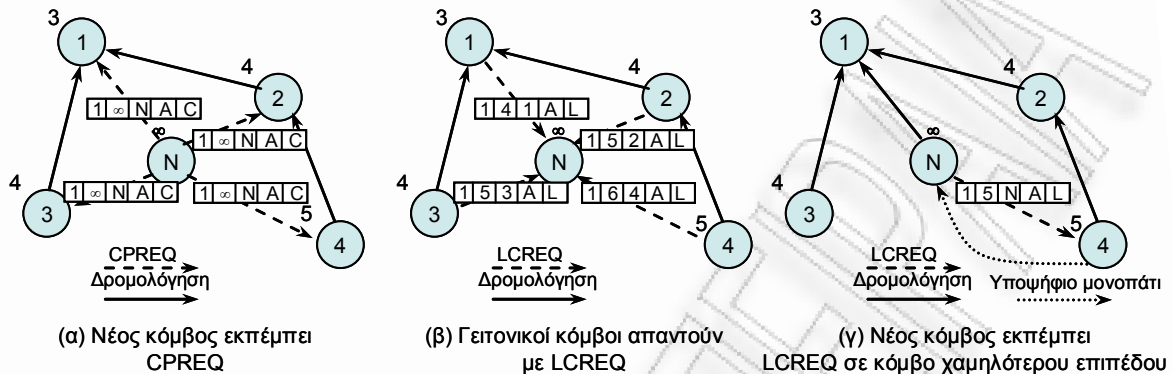 3
1
4
2
1 ∞ N A C
∞
1 ∞ N A C
N
4
1 ∞ N A C
1 ∞ N A C
3
5
4
CPREQ
Δρομολόγηση
(α) Νέος κόμβος εκπέμπει
CPREQ
3
1
4
2
1 4 1 A L
∞
1 5 2 A L
N
4
1 5 3 A L
1 6 4 A L
3
4
LCREQ
Δρομολόγηση
(β) Γειτονικοί κόμβοι απαντούν
με LCREQ
3
1
4
2
∞
N
4
1 5 N A L
3
5
4
LCREQ
Δρομολόγηση
Υποψήφιο μονοπάτι
(γ) Νέος κόμβος εκπέμπει
LCREQ σε κόμβο χαμηλότερου επιπέδου